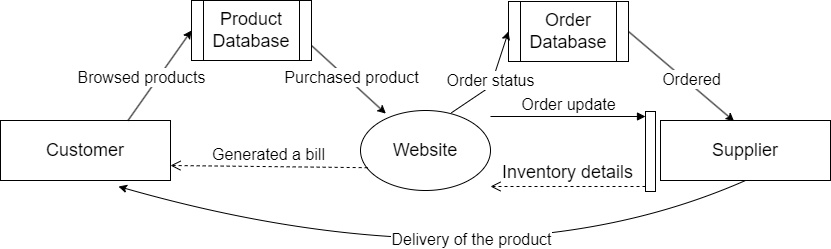 Product
Database
Order
Database
Browsed products
Purchased product
Order status
Ordered
Order update
Customer
Generated a bill
Website
Inventory details
Supplier
Delivery of the product